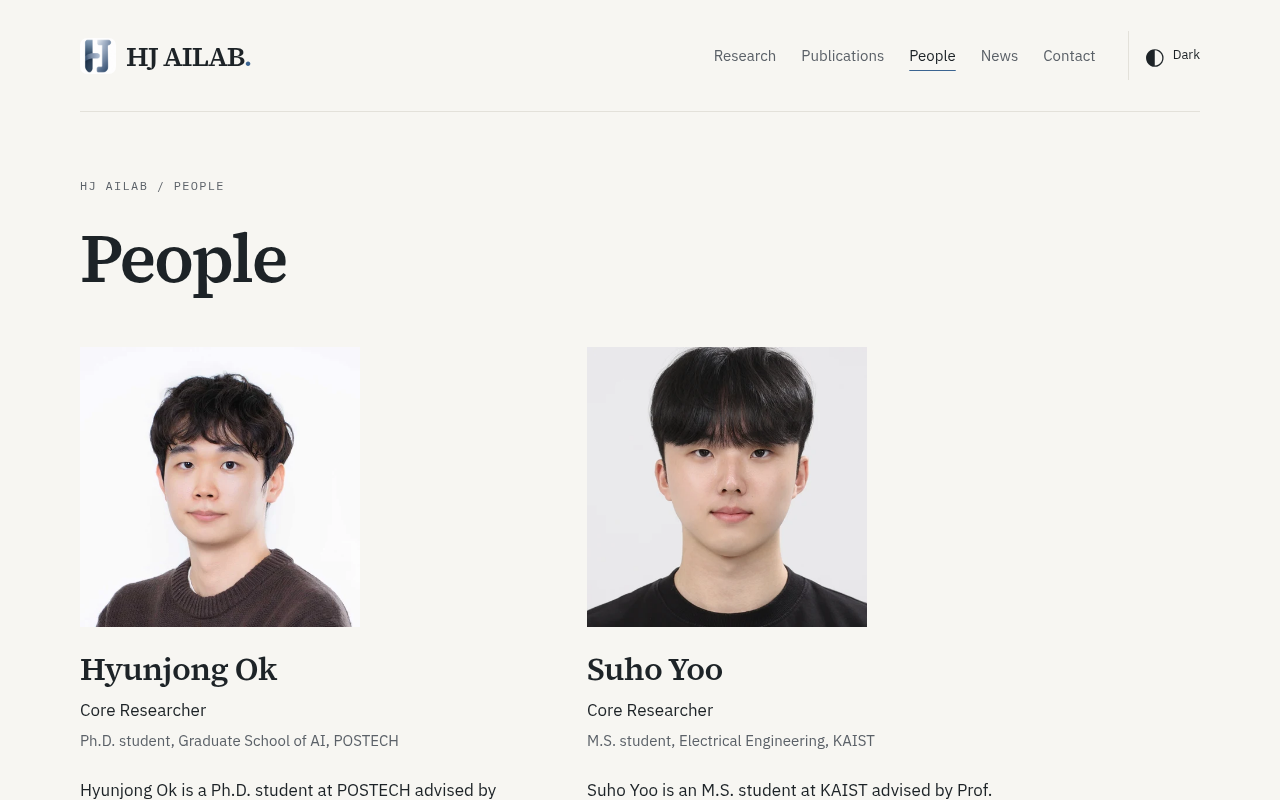 HJ AILAB.
Research
Publications
People
News
Contact
Dark
HJ AILAB / PEOPLE
People
Hyunjong Ok
Core Researcher
Ph.D. student, Graduate School of AI, POSTECH
Hyunjong Ok is a Ph.D. student at POSTECH advised by
Suho Yoo
Core Researcher
M.S. student, Electrical Engineering, KAIST
Suho Yoo is an M.S. student at KAIST advised by Prof.